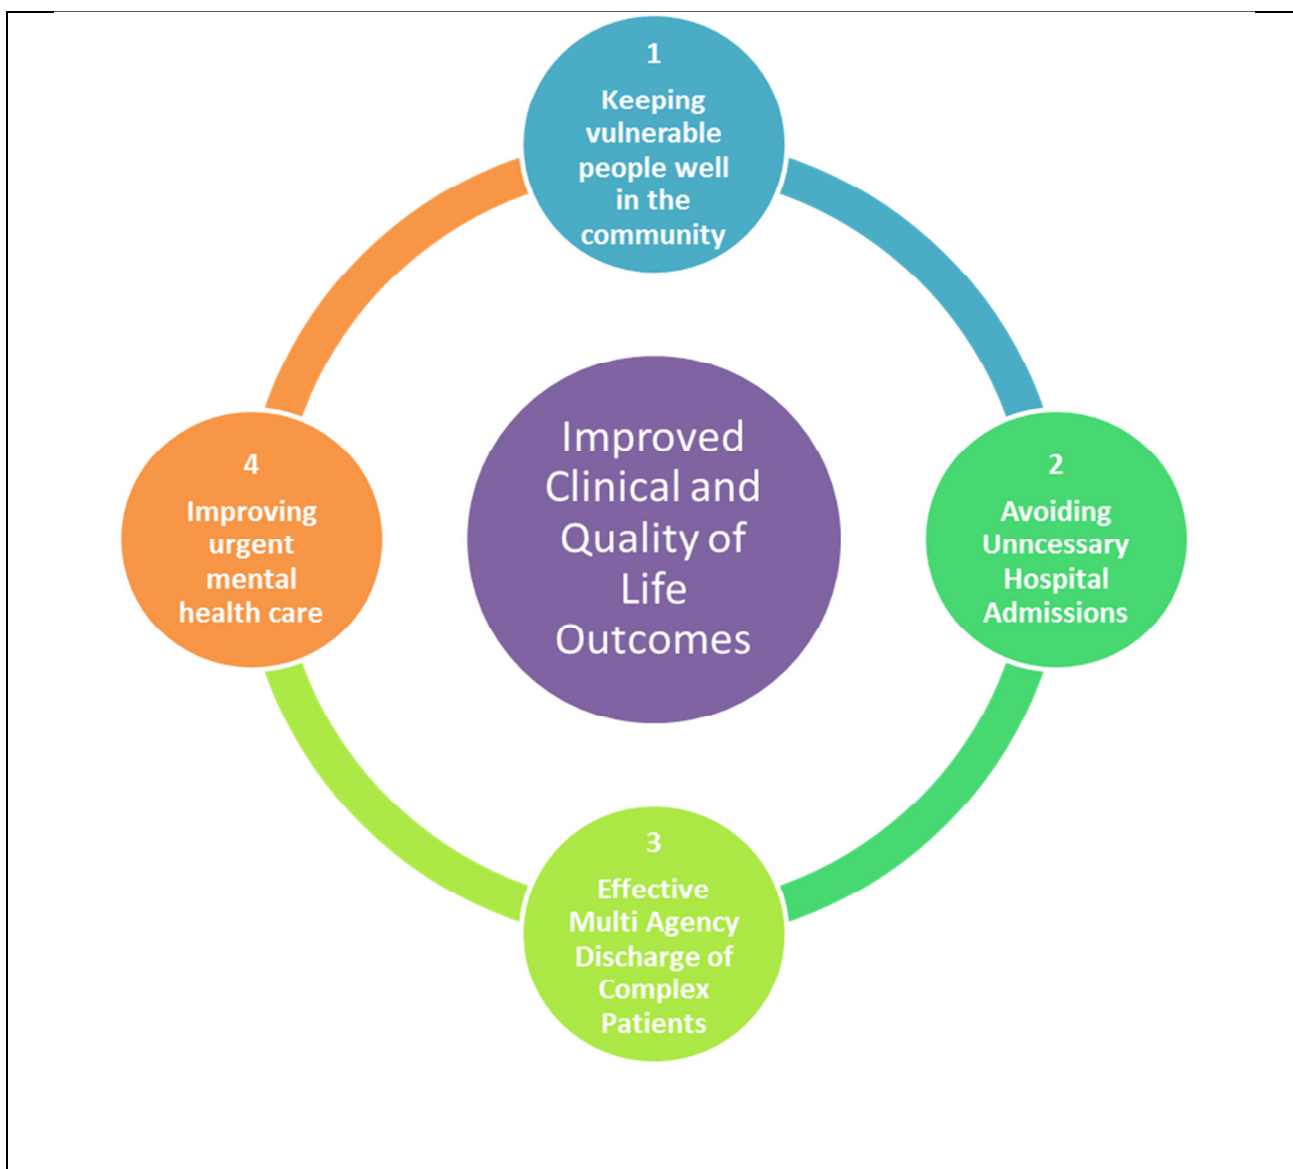 1
Keeping
vulnerable
people well
in the
community
2
Avoiding
Unncessary
Hospital
Admissions
3
Effective
Multi Agency
Discharge of
Complex
Patients
4
Improving
urgent
mental
health care
Improved
Clinical and
Quality of
Life
Outcomes